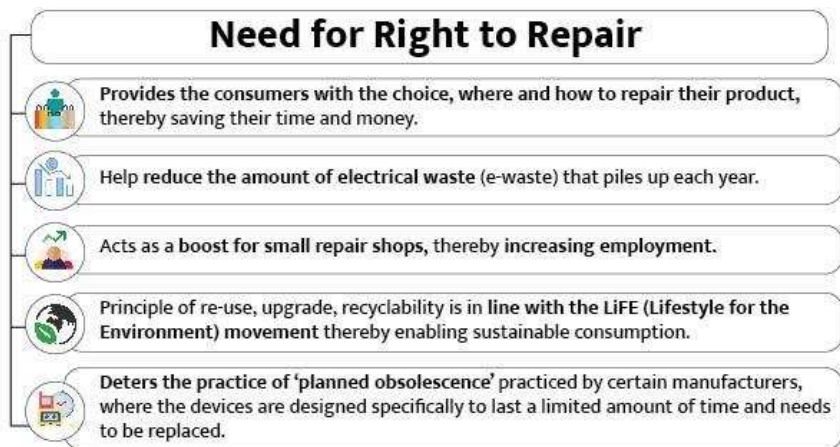 Need for Right to Repair
Provides the consumers with the choice, where and how to repair their product,
thereby saving their time and money.
Help reduce the amount of electrical waste (e-waste) that piles up each year.
Acts as a boost for small repair shops, thereby increasing employment.
Principle of re-use, upgrade, recyclability is in line with the LiFE (Lifestyle for the
Environment) movement thereby enabling sustainable consumption.
Deters the practice of ‘planned obsolescence’ practiced by certain manufacturers,
where the devices are designed specifically to last a limited amount of time and needs
to be replaced.